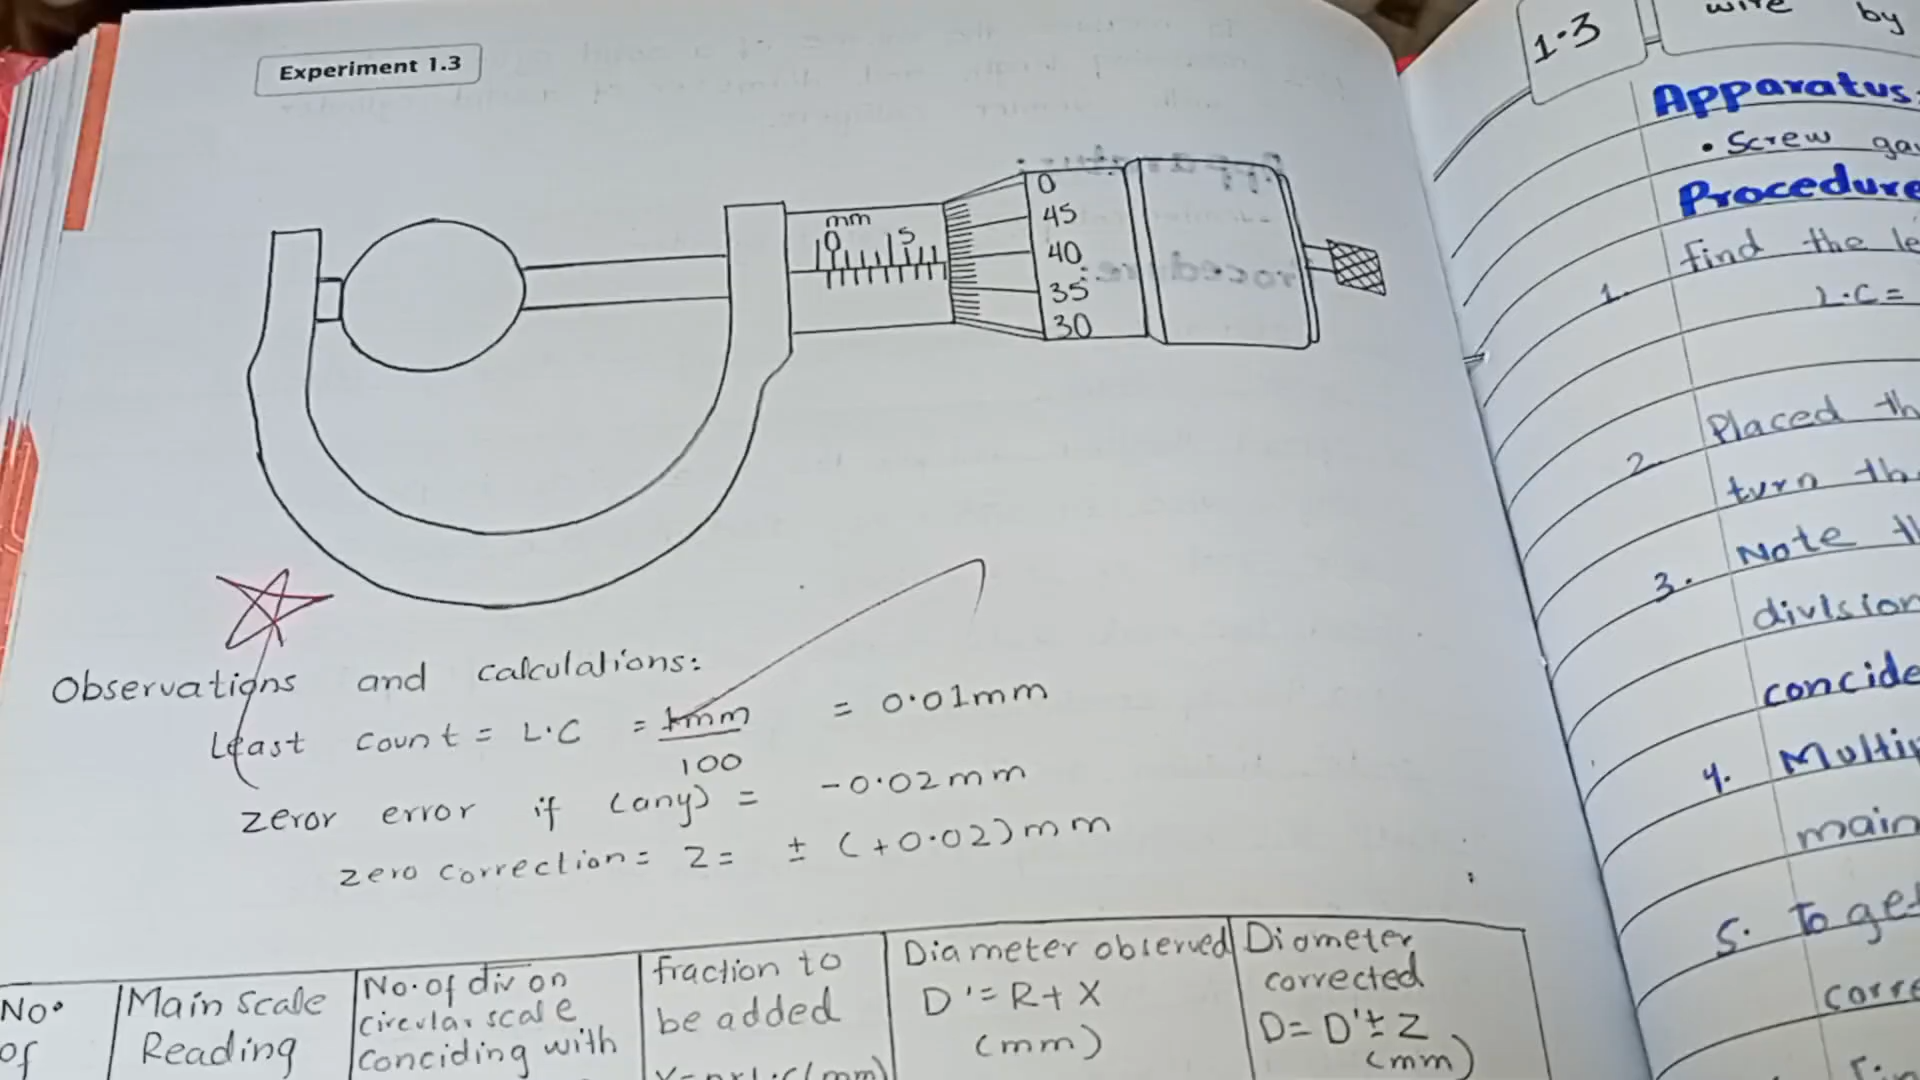 Experiment 1.3
mm
0 5
0
45
40
35
30
Observations and calculations:
Least count = L.C = 1mm = 0.01mm
100
zeror error if (any) = -0.02mm
zero correction = Z = ± (+0.02)mm
No. of
Main scale
Reading
No. of div on
circular scale
conciding with
fraction to
be added
Diameter observed
D' = R+X
(mm)
Diameter
corrected
D = D' ± Z
(mm)
1.3
wire by
Apparatus:
• Screw
Procedure
1. find the
L.C =
2. Placed
turn
3. Note
division
concide
4.
main
5. To